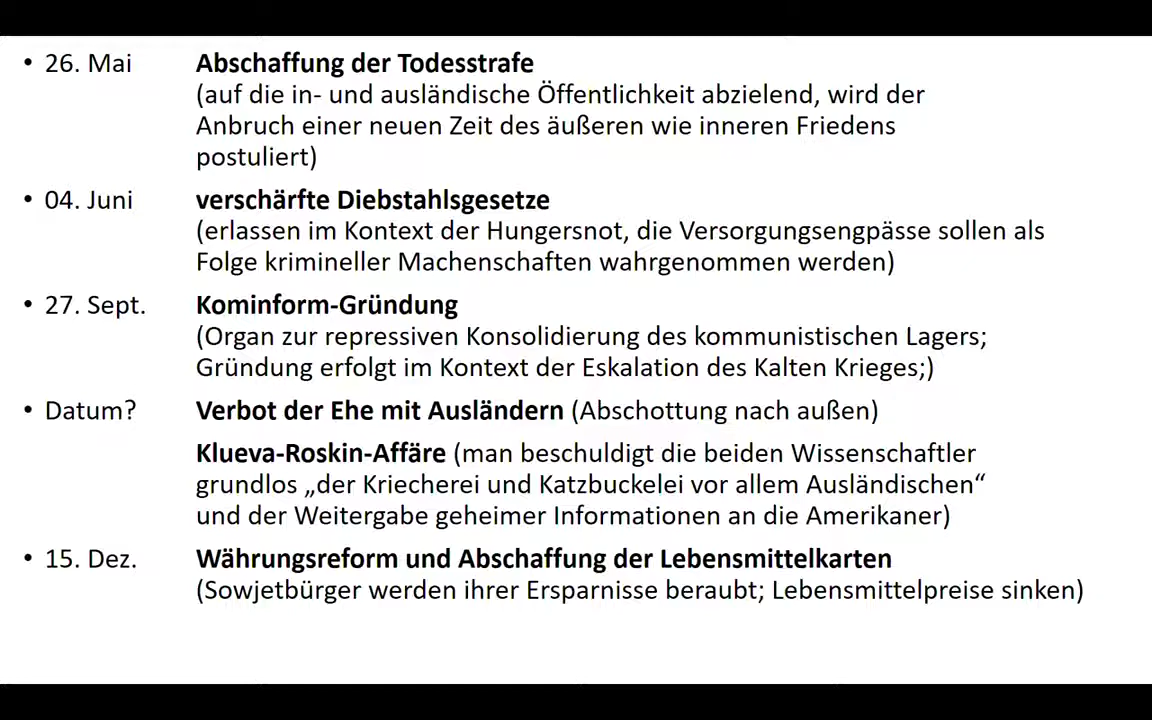 • 26. Mai Abschaffung der Todesstrafe
(auf die in- und ausländische Öffentlichkeit abzielend, wird der
Anbruch einer neuen Zeit des äußeren wie inneren Friedens
postuliert)
• 04. Juni verschärfte Diebstahlsgesetze
(erlassen im Kontext der Hungersnot, die Versorgungsengpässe sollen als
Folge krimineller Machenschaften wahrgenommen werden)
• 27. Sept. Kominform-Gründung
(Organ zur repressiven Konsolidierung des kommunistischen Lagers;
Gründung erfolgt im Kontext der Eskalation des Kalten Krieges;)
• Datum? Verbot der Ehe mit Ausländern (Abschottung nach außen)
Klueva-Roskin-Affäre (man beschuldigt die beiden Wissenschaftler
grundlos „der Kriecherei und Katzbuckelei vor allem Ausländischen“
und der Weitergabe geheimer Informationen an die Amerikaner)
• 15. Dez. Währungsreform und Abschaffung der Lebensmittelkarten
(Sowjetbürger werden ihrer Ersparnisse beraubt; Lebensmittelpreise sinken)